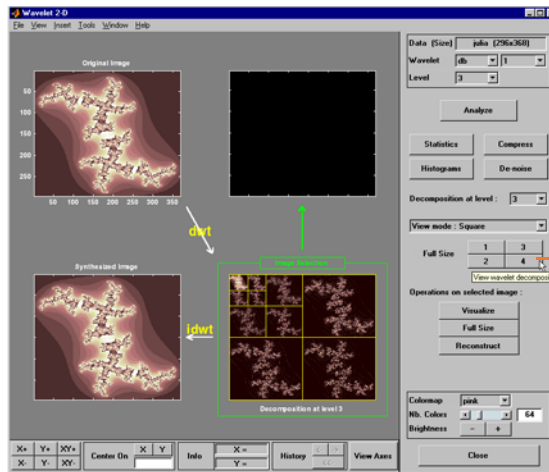 Wavelet 2-D
File View Insert Tools Window Help
Original Image
50
100
150
200
250
50 100 150 200 250 300 350
dwt
Image Selection
Synthesized Image
idwt
Decomposition at level 3
Data (Size) julia (296x368)
Wavelet db 1
Level 3
Analyze
Statistics Compress
Histograms De-noise
Decomposition at level : 3
View mode : Square
Full Size 1 3
2 4
View wavelet decomposi
Operations on selected image :
Visualize
Full Size
Reconstruct
Colormap pink
Nb. Colors 64
Brightness - +
Close
X+ Y+ XY+
X- Y- XY-
Center On X Y
Info X =
Y =
History < >
<<
View Axes